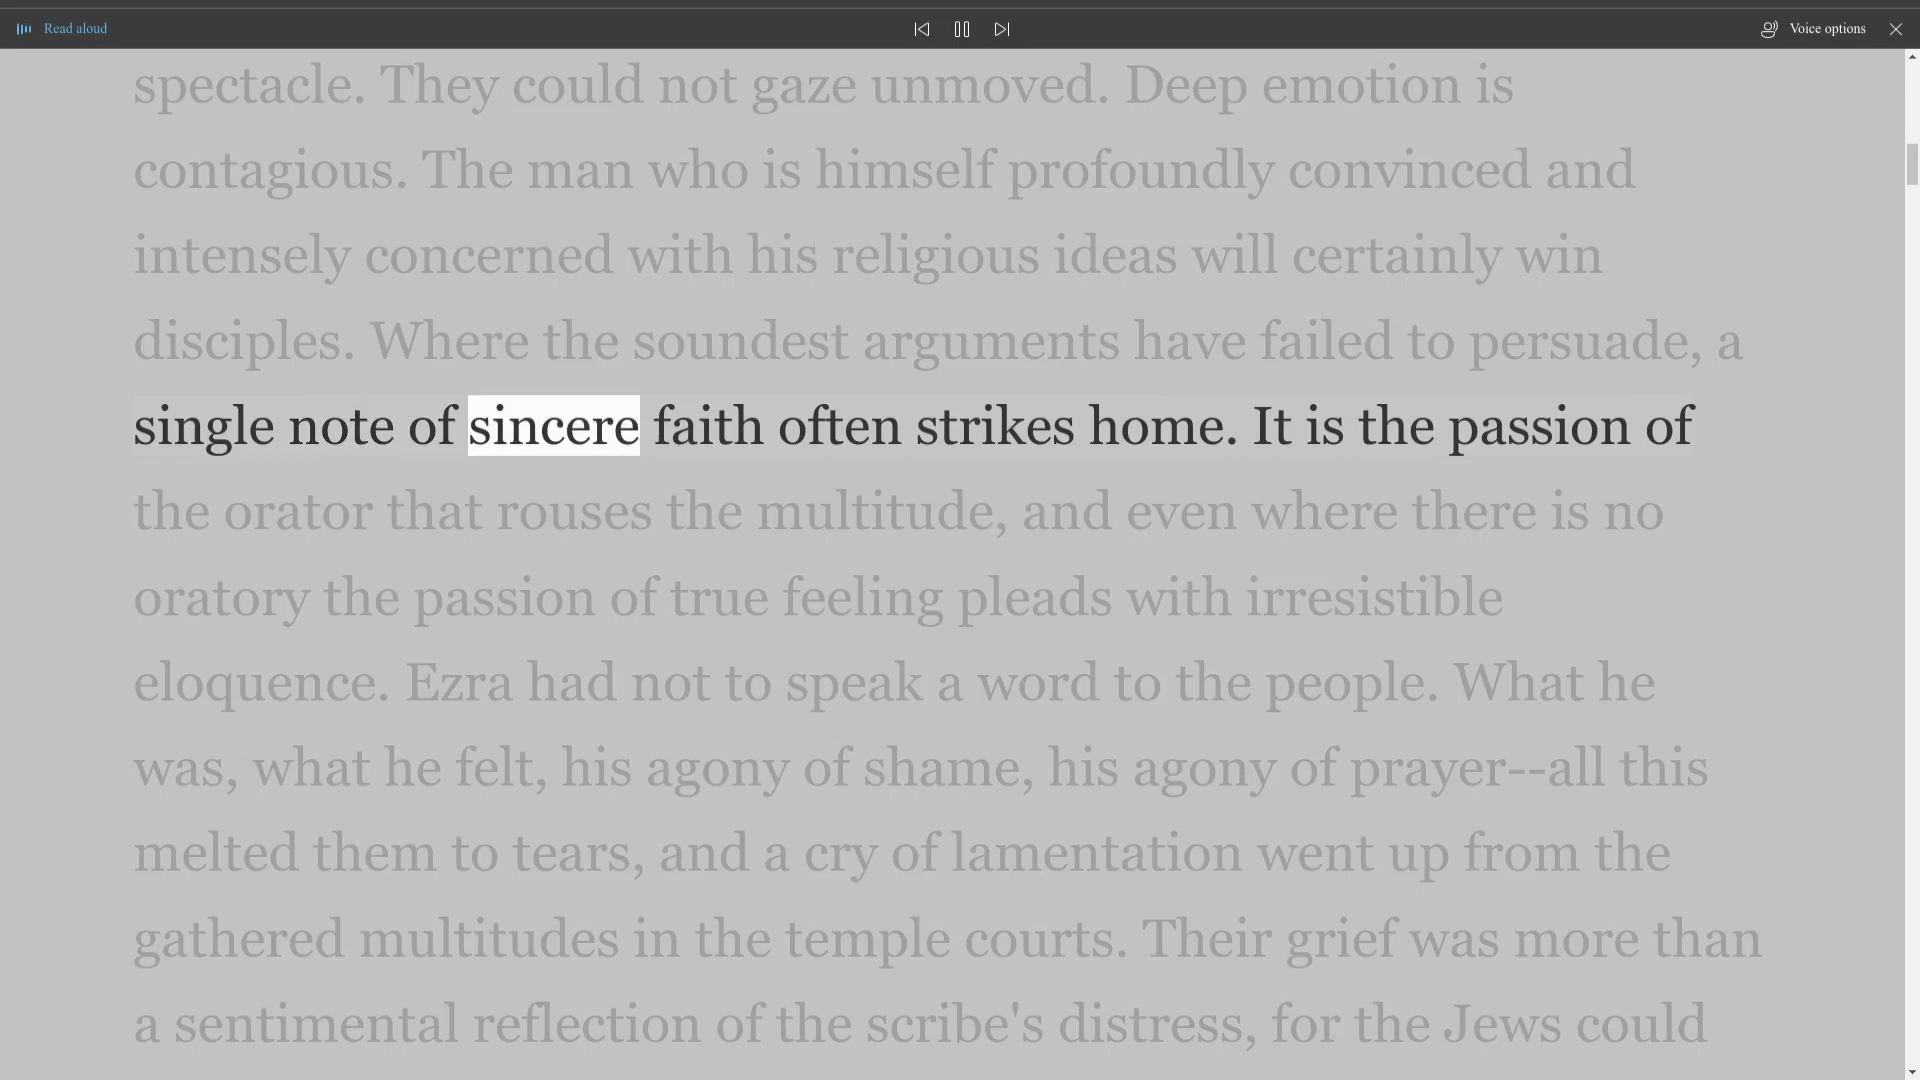 Read aloud
Voice options
spectacle. They could not gaze unmoved. Deep emotion is
contagious. The man who is himself profoundly convinced and
intensely concerned with his religious ideas will certainly win
disciples. Where the soundest arguments have failed to persuade, a
single note of sincere faith often strikes home. It is the passion of
the orator that rouses the multitude, and even where there is no
oratory the passion of true feeling pleads with irresistible
eloquence. Ezra had not to speak a word to the people. What he
was, what he felt, his agony of shame, his agony of prayer--all this
melted them to tears, and a cry of lamentation went up from the
gathered multitudes in the temple courts. Their grief was more than
a sentimental reflection of the scribe's distress, for the Jews could